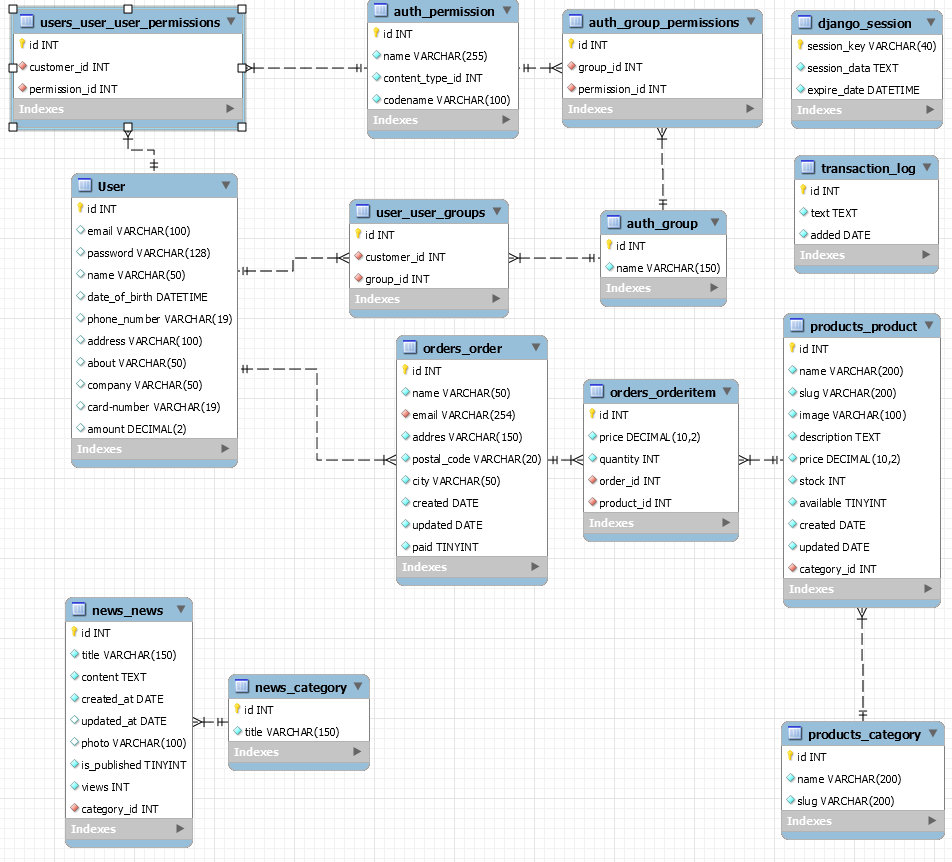 users_user_user_permissions
id INT
customer_id INT
permission_id INT
Indexes
auth_permission
id INT
name VARCHAR(255)
content_type_id INT
codename VARCHAR(100)
Indexes
auth_group_permissions
id INT
group_id INT
permission_id INT
Indexes
django_session
session_key VARCHAR(40)
session_data TEXT
expire_date DATETIME
Indexes
User
id INT
email VARCHAR(100)
password VARCHAR(128)
name VARCHAR(50)
date_of_birth DATETIME
phone_number VARCHAR(19)
address VARCHAR(100)
about VARCHAR(50)
company VARCHAR(50)
card-number VARCHAR(19)
amount DECIMAL(2)
Indexes
user_user_groups
id INT
customer_id INT
group_id INT
Indexes
auth_group
id INT
name VARCHAR(150)
Indexes
transaction_log
id INT
text TEXT
added DATE
Indexes
orders_order
id INT
name VARCHAR(50)
email VARCHAR(254)
addres VARCHAR(150)
postal_code VARCHAR(20)
city VARCHAR(50)
created DATE
updated DATE
paid TINYINT
Indexes
orders_orderitem
id INT
price DECIMAL(10,2)
quantity INT
order_id INT
product_id INT
Indexes
products_product
id INT
name VARCHAR(200)
slug VARCHAR(200)
image VARCHAR(100)
description TEXT
price DECIMAL(10,2)
stock INT
available TINYINT
created DATE
updated DATE
category_id INT
Indexes
news_news
id INT
title VARCHAR(150)
content TEXT
created_at DATE
updated_at DATE
photo VARCHAR(100)
is_published TINYINT
views INT
category_id INT
Indexes
news_category
id INT
title VARCHAR(150)
Indexes
products_category
id INT
name VARCHAR(200)
slug VARCHAR(200)
Indexes